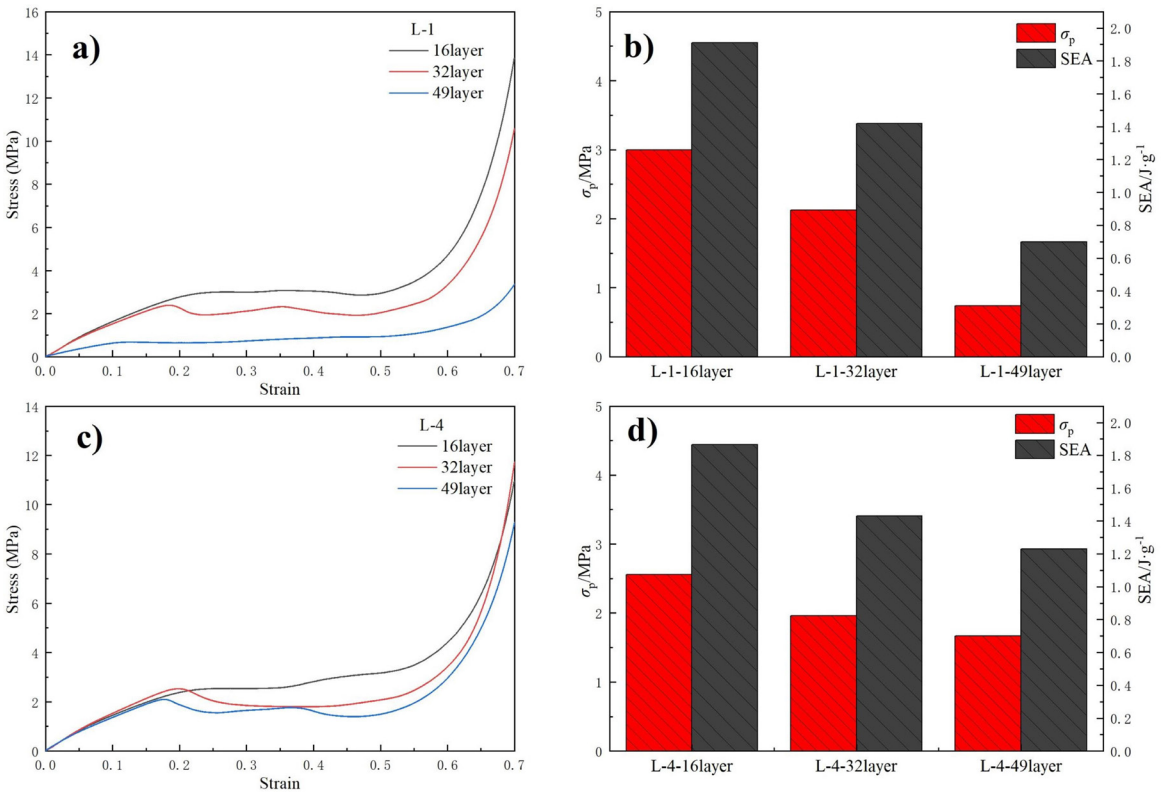 a)
L-1
16layer
32layer
49layer
16
14
12
10
8
6
4
2
0
Stress (MPa)
0.0 0.1 0.2 0.3 0.4 0.5 0.6 0.7
Strain
b)
σp
SEA
5
4
3
2
1
0
σp/MPa
2.0
1.8
1.6
1.4
1.2
1.0
0.8
0.6
0.4
0.2
0.0
SEA/J·g-1
L-1-16layer L-1-32layer L-1-49layer
c)
L-4
16layer
32layer
49layer
14
12
10
8
6
4
2
0
Stress (MPa)
0.0 0.1 0.2 0.3 0.4 0.5 0.6 0.7
Strain
d)
σp
SEA
5
4
3
2
1
0
σp/MPa
2.0
1.8
1.6
1.4
1.2
1.0
0.8
0.6
0.4
0.2
0.0
SEA/J·g-1
L-4-16layer L-4-32layer L-4-49layer